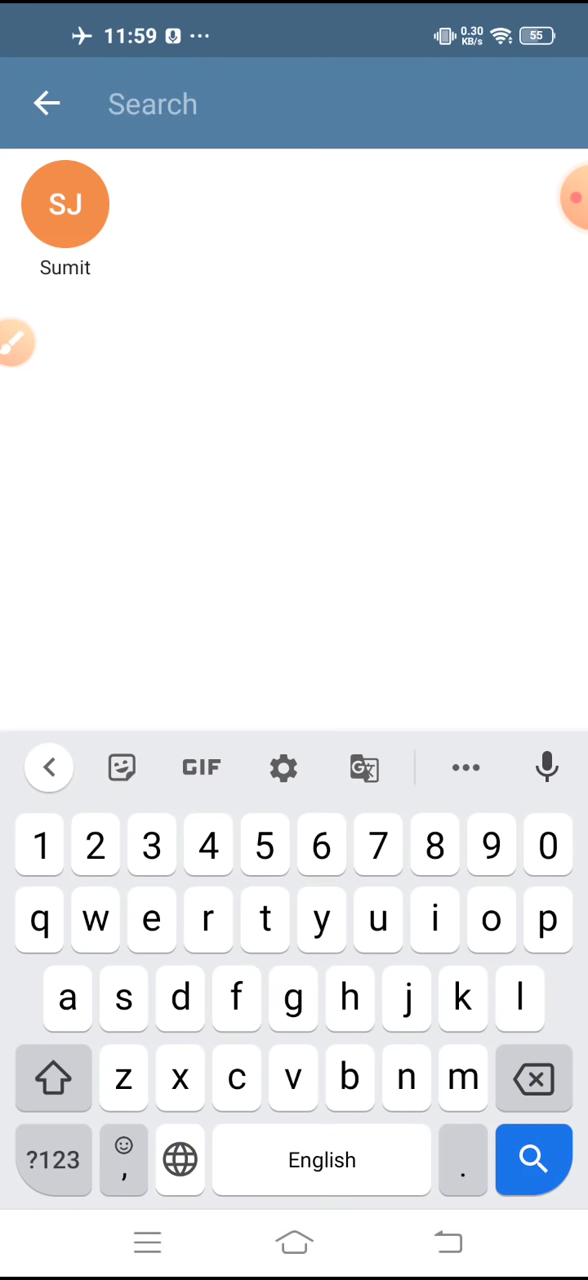 11:59 ... 0.30 KB/s 55
Search
SJ
Sumit
GIF G
1 2 3 4 5 6 7 8 9 0
q w e r t y u i o p
a s d f g h j k l
z x c v b n m
?123 , English .